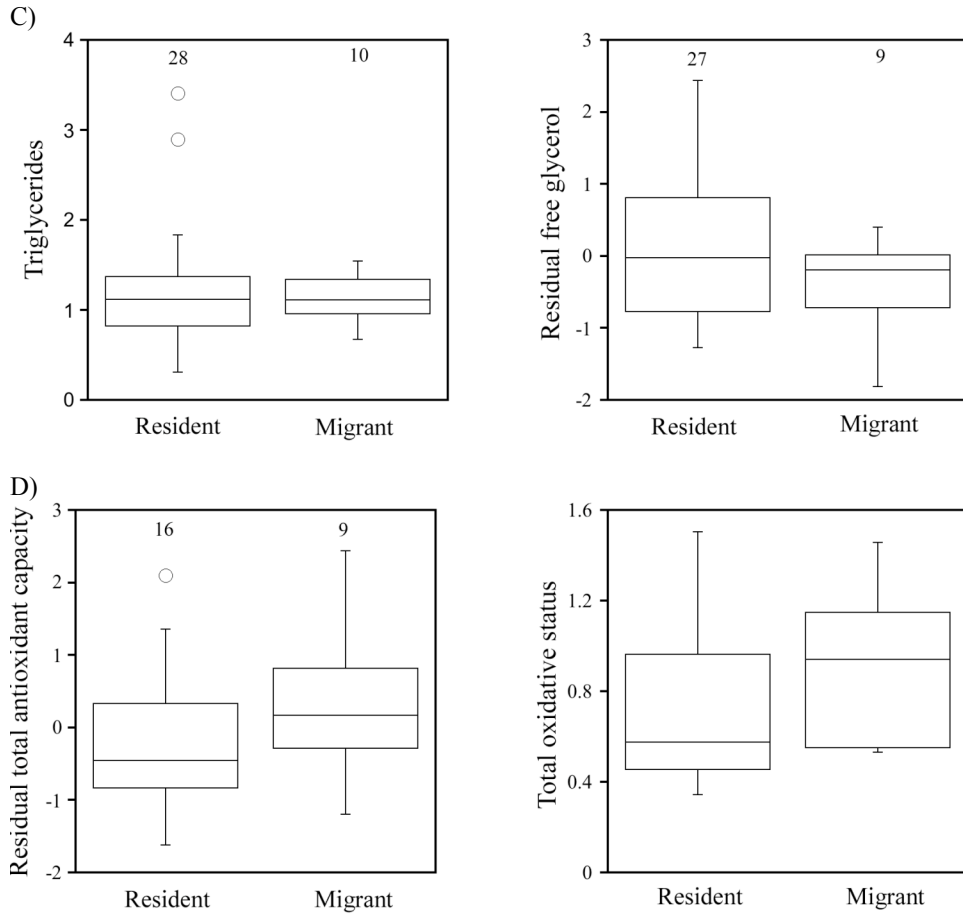 C)
Triglycerides
4
3
2
1
0
28
10
Resident
Migrant
Residual free glycerol
3
2
1
0
-1
-2
27
9
Resident
Migrant
D)
Residual total antioxidant capacity
3
2
1
0
-1
-2
16
9
Resident
Migrant
Total oxidative status
1.6
1.2
0.8
0.4
0
Resident
Migrant